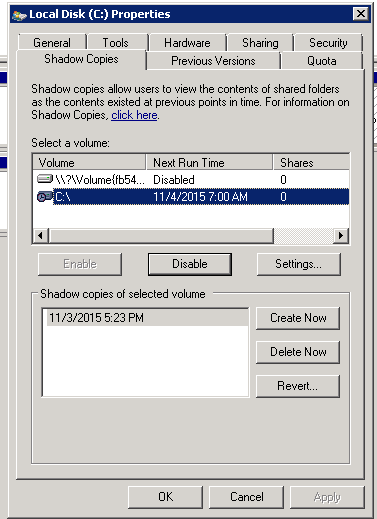 Local Disk (C:) Properties
General Tools Hardware Sharing Security
Shadow Copies Previous Versions Quota
Shadow copies allow users to view the contents of shared folders
as the contents existed at previous points in time. For information on
Shadow Copies, click here.
Select a volume:
Volume Next Run Time Shares
\\?\Volume{fb54... Disabled 0
C:\ 11/4/2015 7:00 AM 0
Enable Disable Settings...
Shadow copies of selected volume
11/3/2015 5:23 PM
Create Now
Delete Now
Revert...
OK Cancel Apply